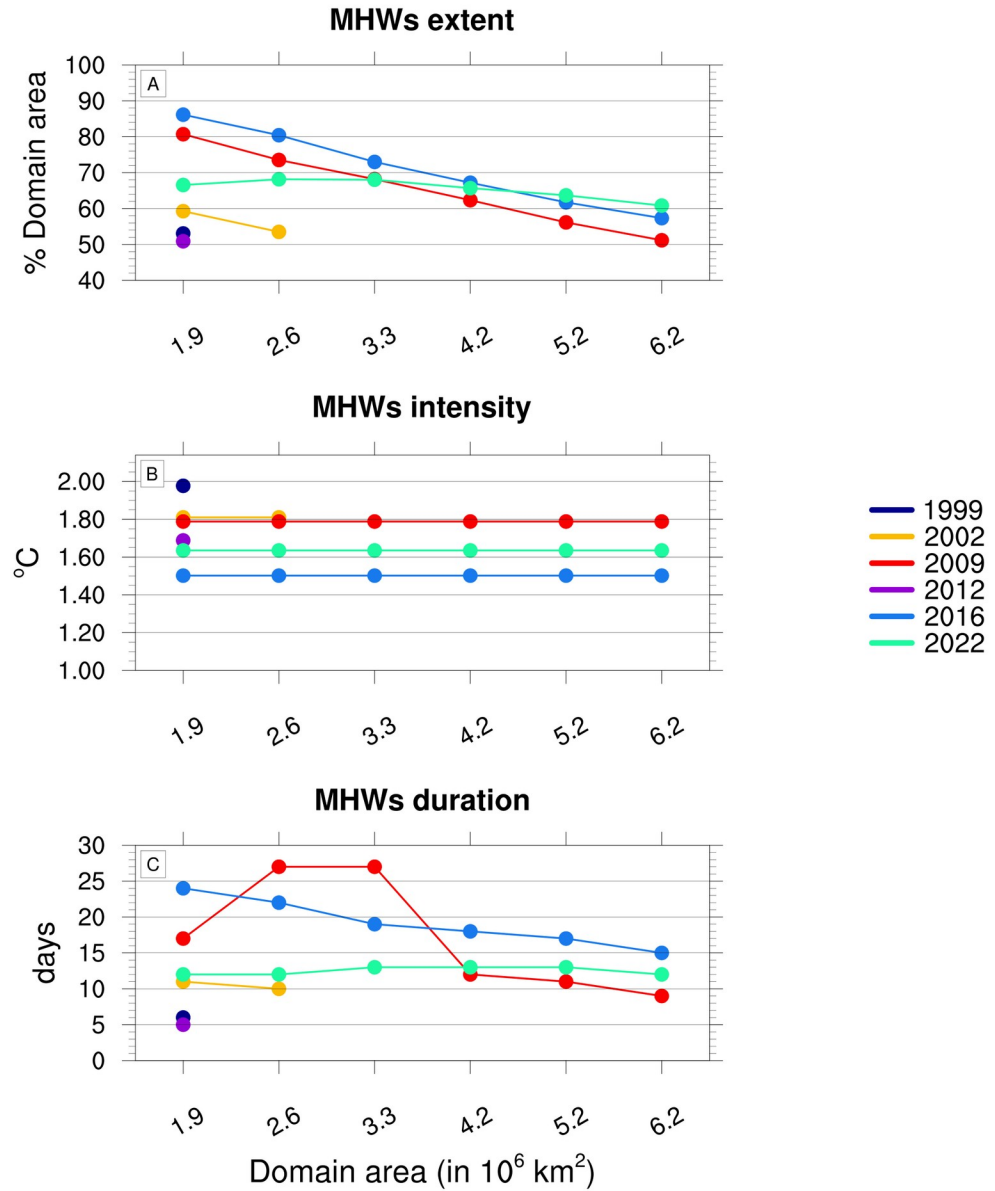 MHWs extent
A
% Domain area
100
90
80
70
60
50
40
1.9 2.6 3.3 4.2 5.2 6.2
MHWs intensity
B
°C
2.00
1.80
1.60
1.40
1.20
1.00
1.9 2.6 3.3 4.2 5.2 6.2
1999
2002
2009
2012
2016
2022
MHWs duration
C
days
30
25
20
15
10
5
0
1.9 2.6 3.3 4.2 5.2 6.2
Domain area (in 10⁶ km²)